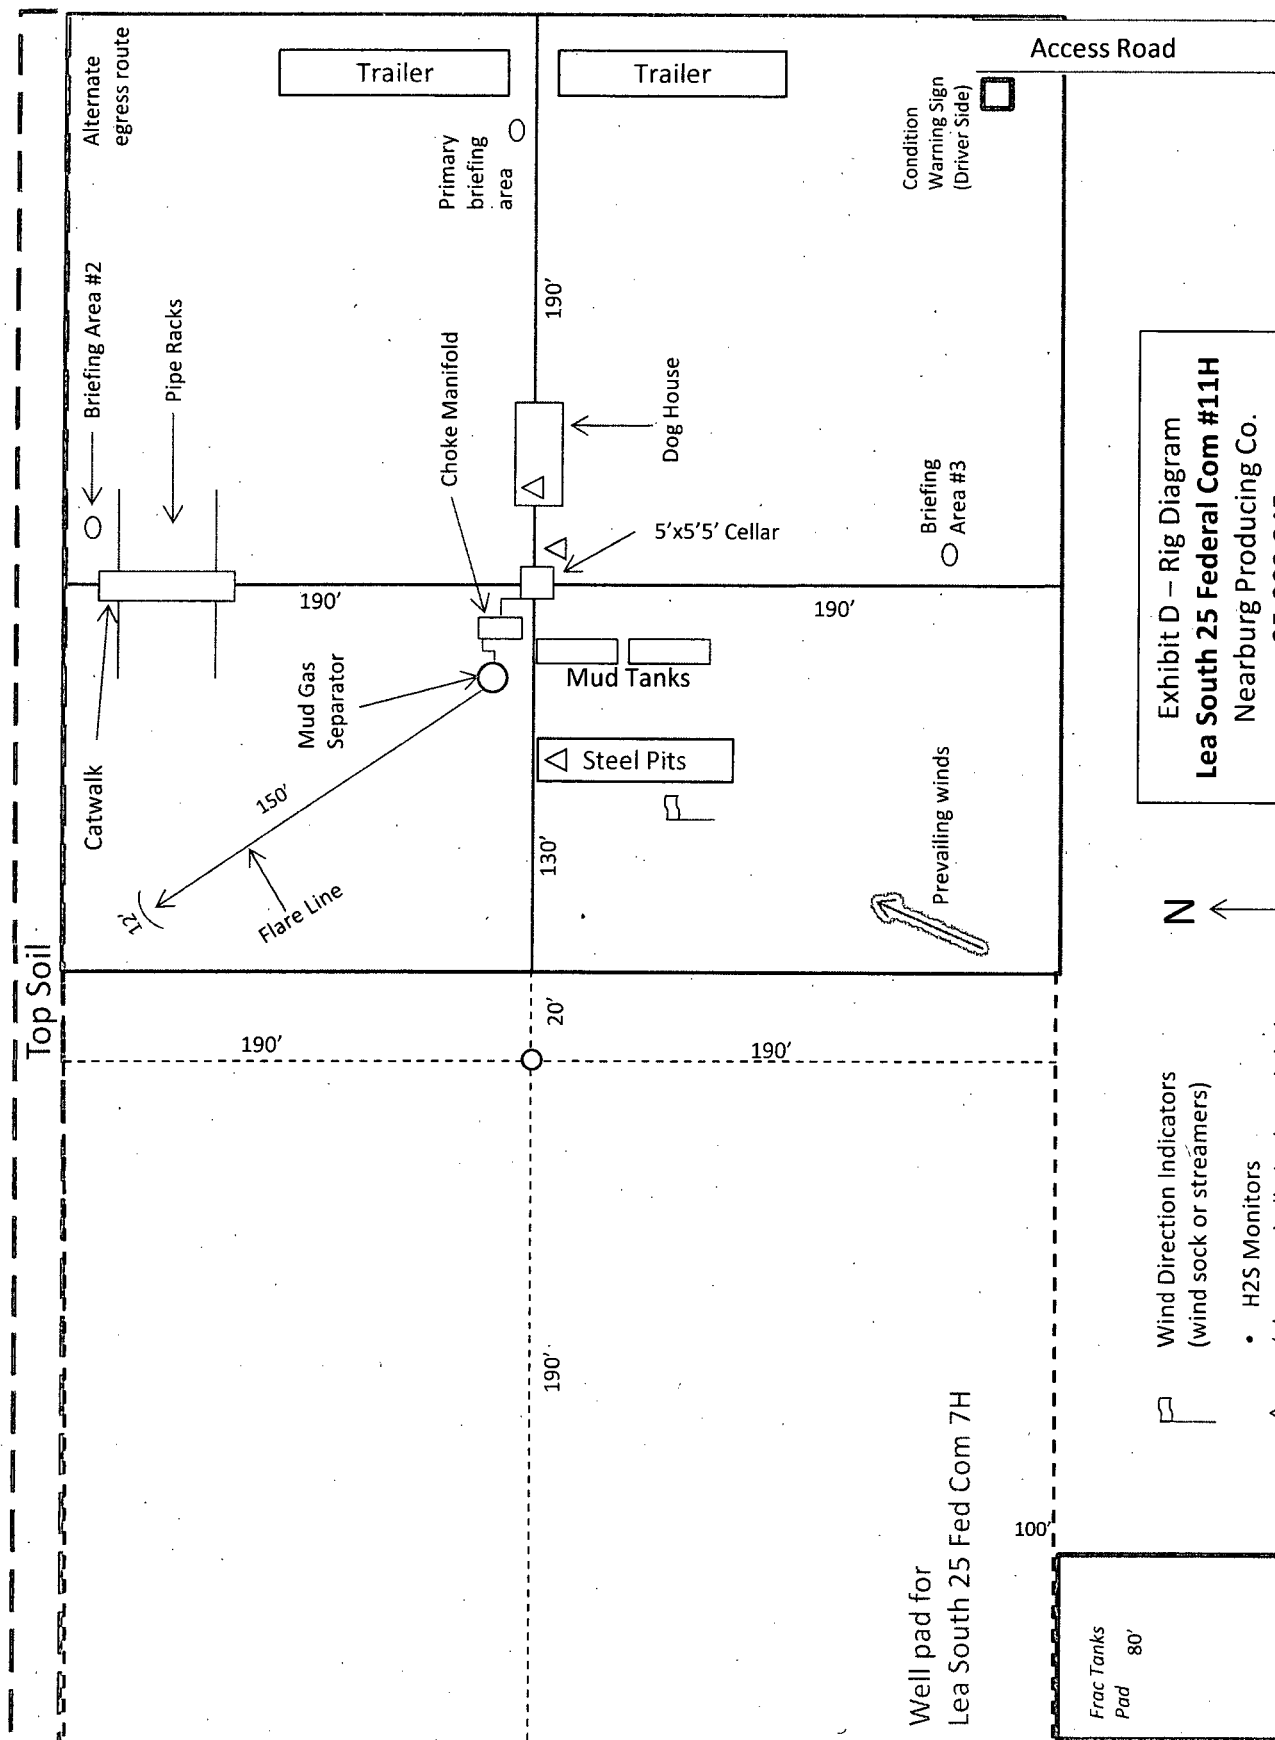 Top Soil
Alternate
egress route
Trailer
Trailer
Access Road
Primary
briefing
area
Condition
Warning Sign
(Driver Side)
Briefing Area #2
Pipe Racks
190'
Choke Manifold
Dog House
5'x5'5' Cellar
Briefing
Area #3
190'
190'
Catwalk
Mud Gas
Separator
Mud Tanks
Steel Pits
150'
12'
Flare Line
130'
Prevailing winds
20'
190'
190'
190'
Well pad for
Lea South 25 Fed Com 7H
100'
Frac Tanks
Pad
80'
Exhibit D – Rig Diagram
Lea South 25 Federal Com #11H
Nearburg Producing Co.
N
Wind Direction Indicators
(wind sock or streamers)
• H2S Monitors